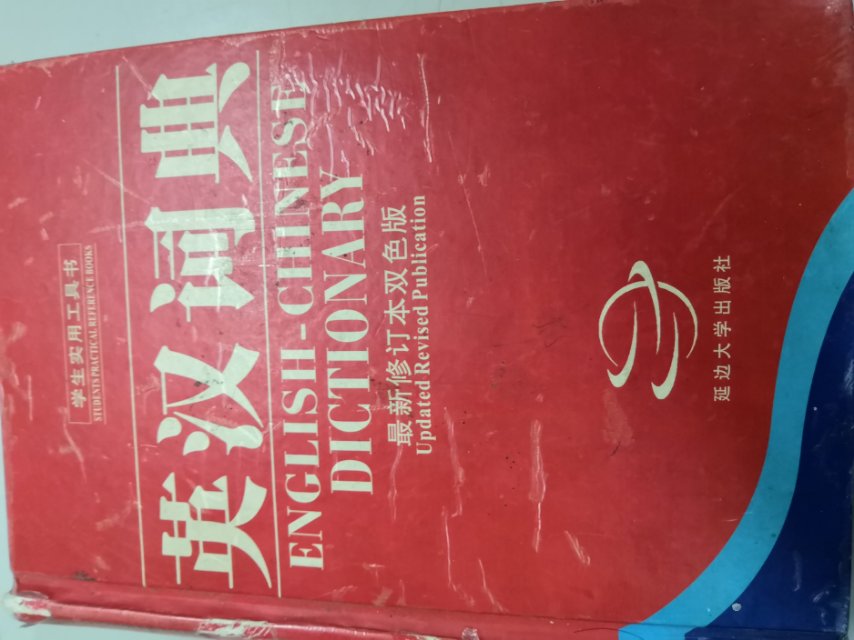 学生实用工具书
STUDENTS PRACTICAL REFERENCE BOOKS
英汉词典
ENGLISH-CHINESE
DICTIONARY
最新修订本双色版
Updated Revised Publication
延边大学出版社